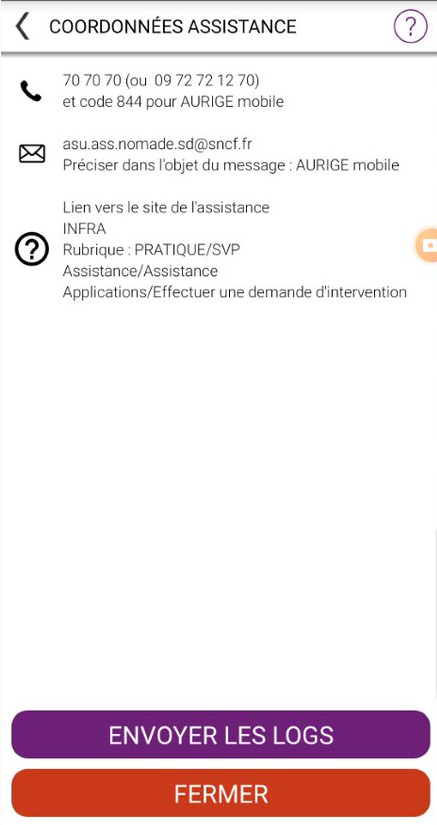 COORDONNÉES ASSISTANCE
?
70 70 70 (ou 09 72 72 12 70)
et code 844 pour AURIGE mobile
asu.ass.nomade.sd@sncf.fr
Préciser dans l'objet du message : AURIGE mobile
Lien vers le site de l'assistance
INFRA
?
Rubrique : PRATIQUE/SVP
Assistance/Assistance
Applications/Effectuer une demande d'intervention
ENVOYER LES LOGS
FERMER